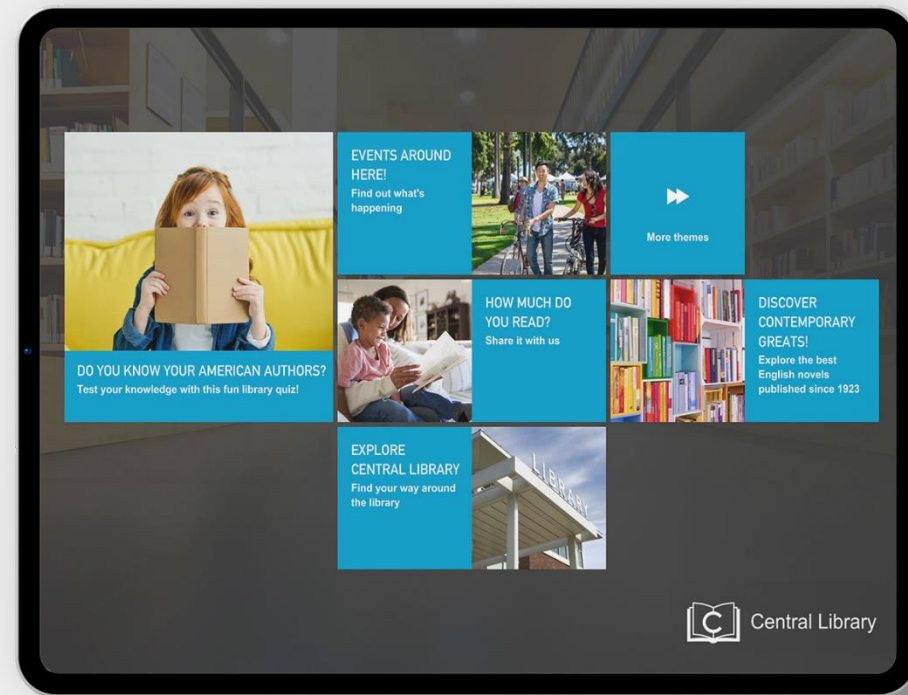 DO YOU KNOW YOUR AMERICAN AUTHORS?
Test your knowledge with this fun library quiz!
EVENTS AROUND
HERE!
Find out what's
happening
More themes
HOW MUCH DO
YOU READ?
Share it with us
DISCOVER
CONTEMPORARY
GREATS!
Explore the best
English novels
published since 1923
EXPLORE
CENTRAL LIBRARY
Find your way around
the library
LIBRARY
C
Central Library